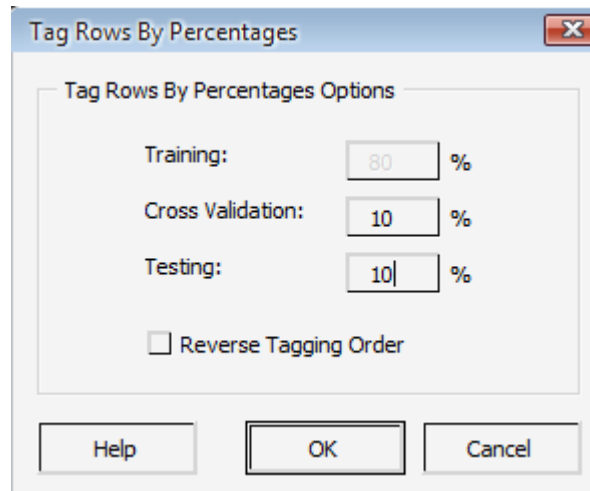 Tag Rows By Percentages
Tag Rows By Percentages Options
Training: 80 %
Cross Validation: 10 %
Testing: 10 %
Reverse Tagging Order
Help OK Cancel